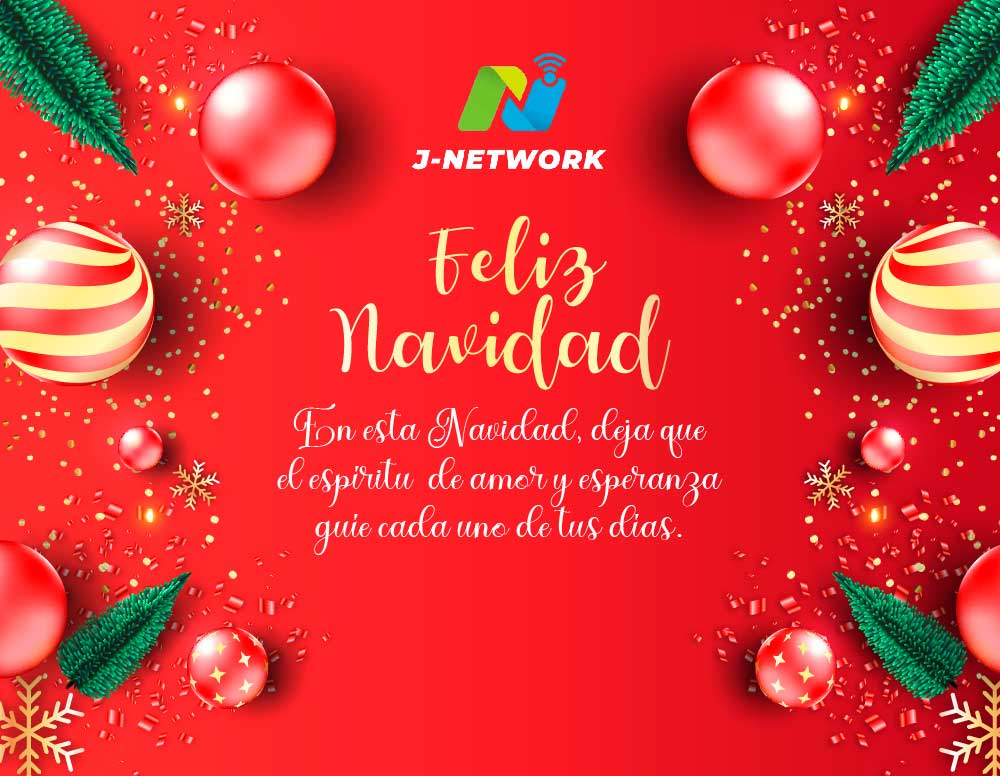 J-NETWORK
Feliz
Navidad
En esta Navidad, deja que
el espiritu de amor y esperanza
guie cada uno de tus dias.